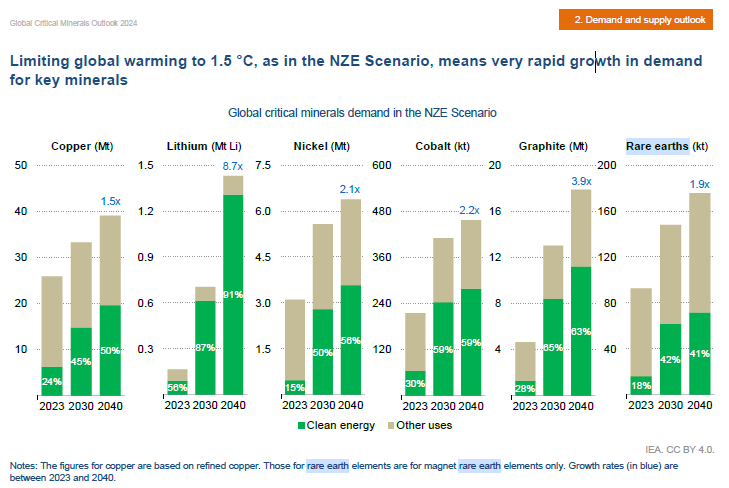 Global Critical Minerals Outlook 2024
2. Demand and supply outlook
Limiting global warming to 1.5 °C, as in the NZE Scenario, means very rapid growth in demand
for key minerals
Global critical minerals demand in the NZE Scenario
Copper (Mt)
50
40
30
20
10
1.5x
24%
45%
50%
2023 2030 2040
Lithium (Mt Li)
1.5
1.2
0.9
0.6
0.3
8.7x
56%
87%
91%
2023 2030 2040
Nickel (Mt)
7.5
6.0
4.5
3.0
1.5
2.1x
15%
50%
56%
2023 2030 2040
Cobalt (kt)
600
480
360
240
120
2.2x
30%
59%
59%
2023 2030 2040
Graphite (Mt)
20
16
12
8
4
3.9x
28%
65%
63%
2023 2030 2040
Rare earths (kt)
200
160
120
80
40
1.9x
18%
42%
41%
2023 2030 2040
Clean energy
Other uses
IEA. CC BY 4.0.
Notes: The figures for copper are based on refined copper. Those for rare earth elements are for magnet rare earth elements only. Growth rates (in blue) are
between 2023 and 2040.